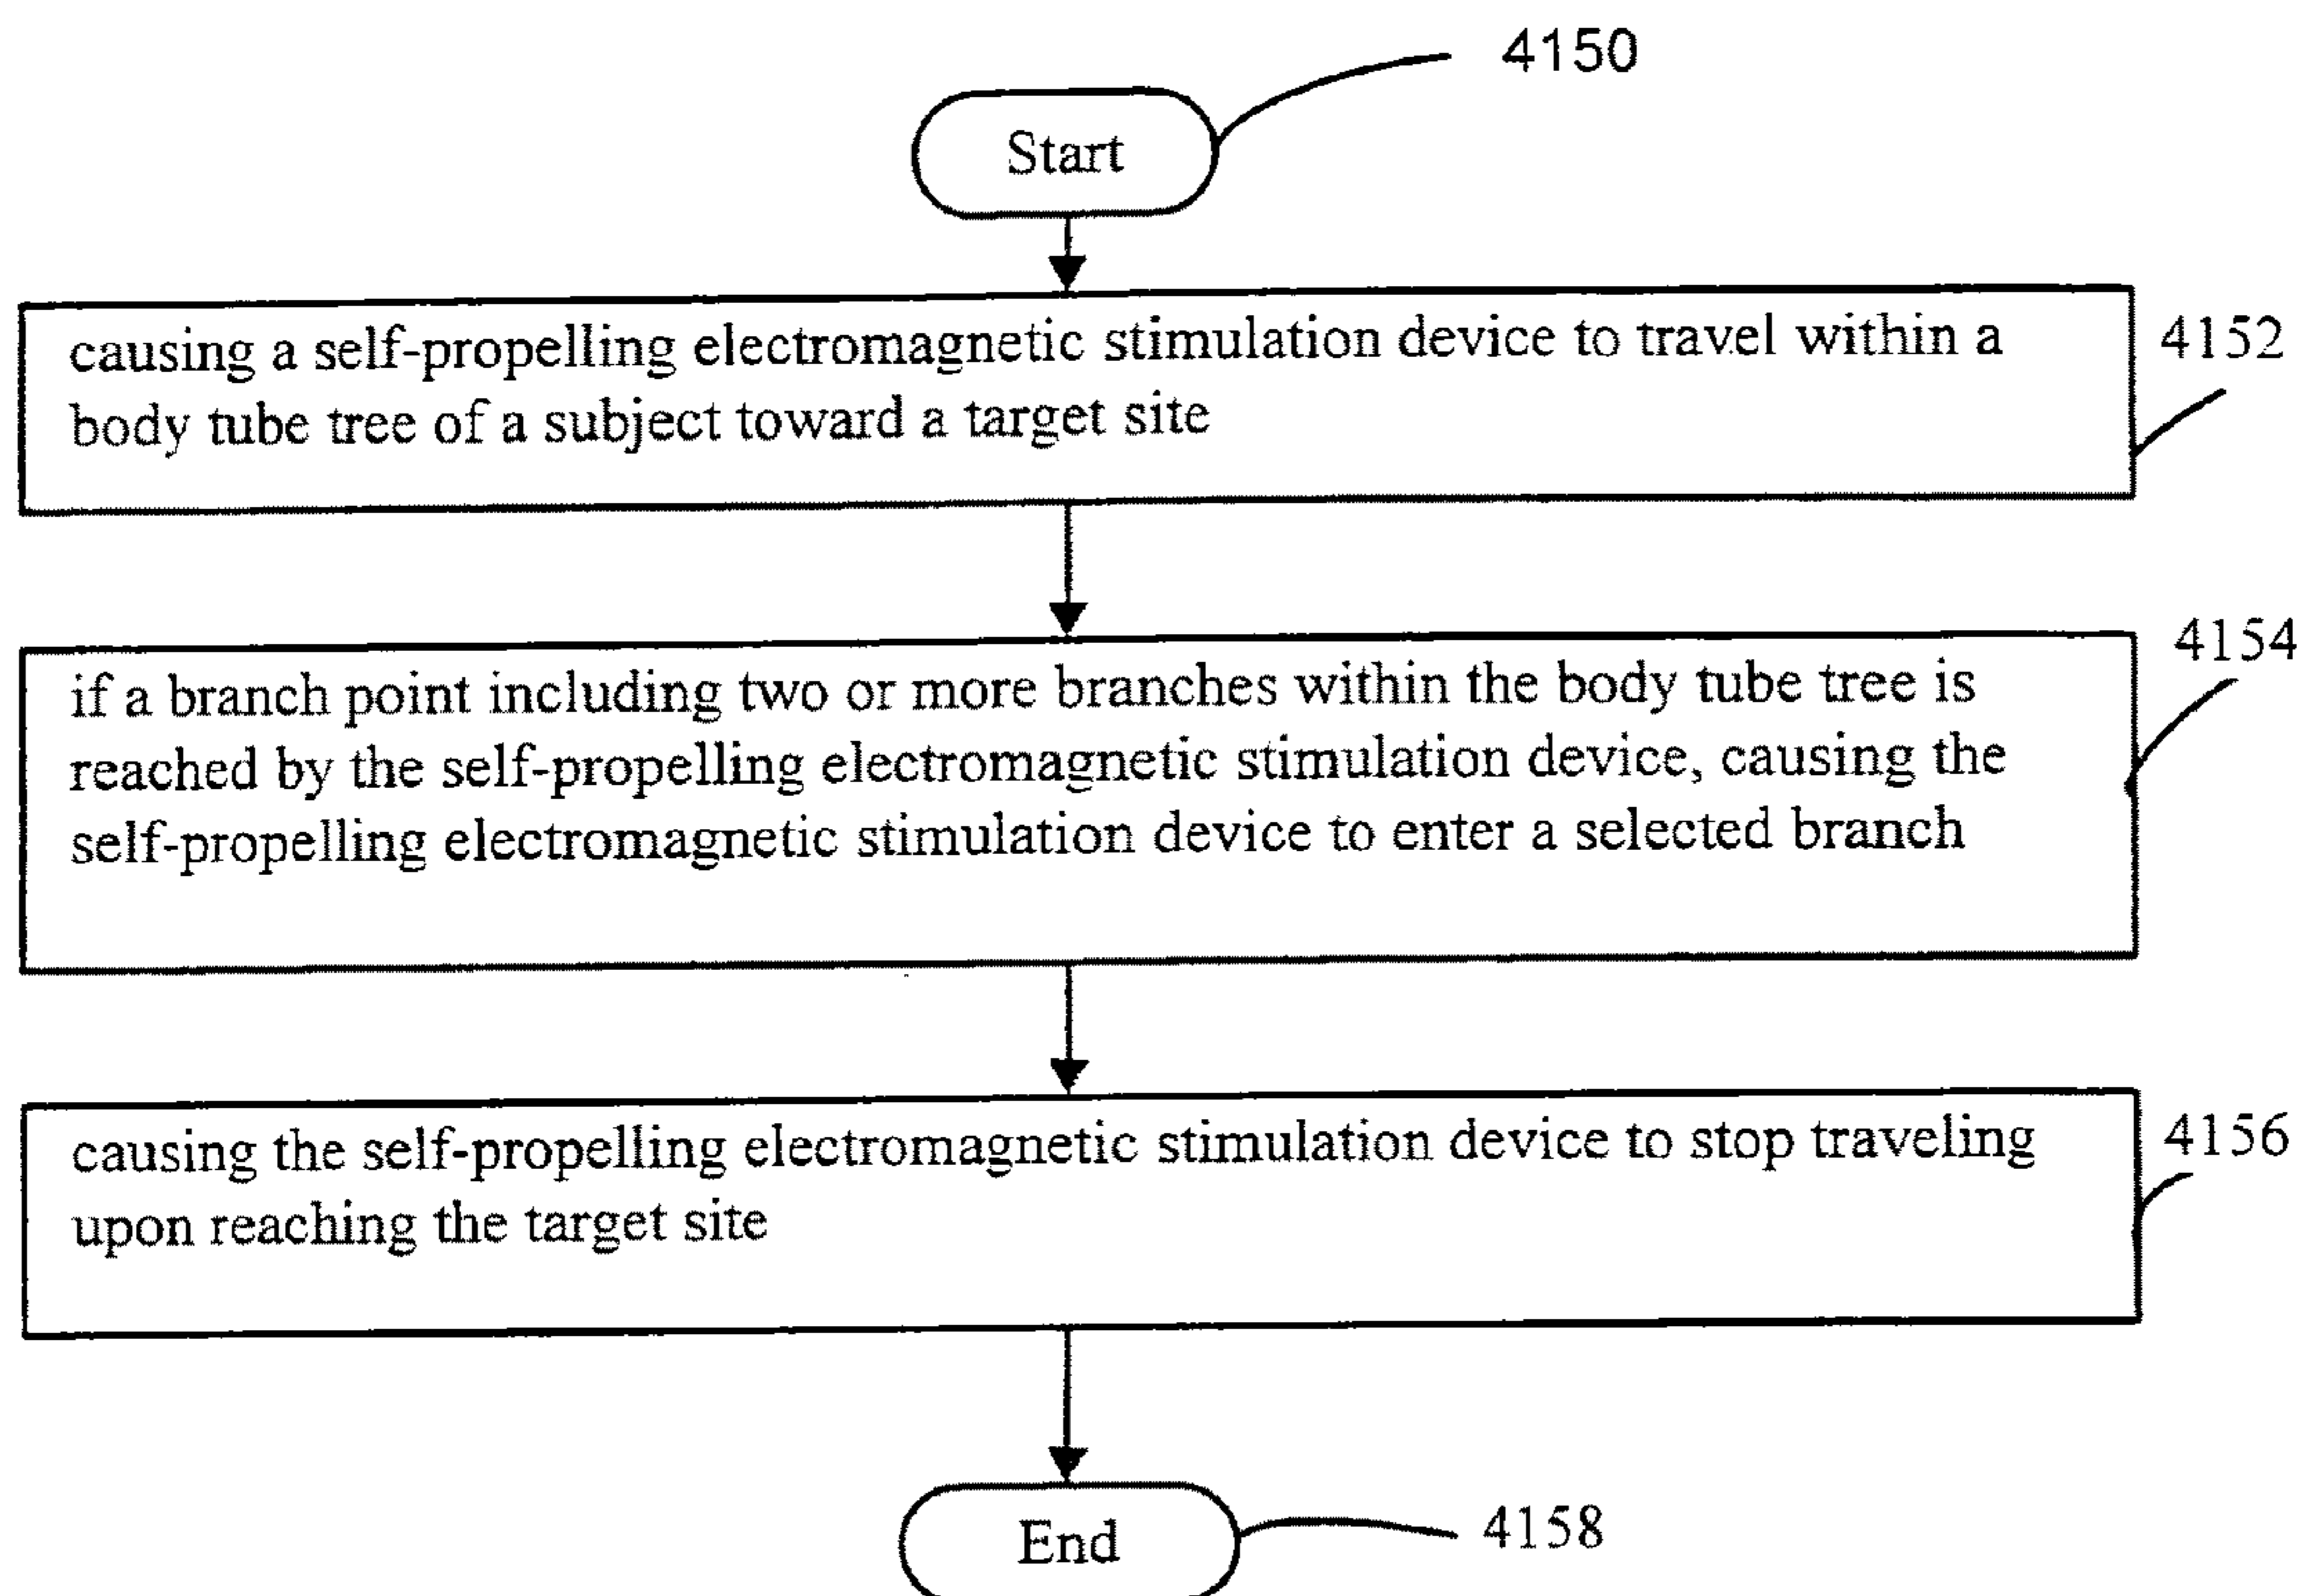 4150
Start
causing a self-propelling electromagnetic stimulation device to travel within a
body tube tree of a subject toward a target site
4152
4154
if a branch point including two or more branches within the body tube tree is
reached by the self-propelling electromagnetic stimulation device, causing the
self-propelling electromagnetic stimulation device to enter a selected branch
causing the self-propelling electromagnetic stimulation device to stop traveling
upon reaching the target site
4156
End
4158